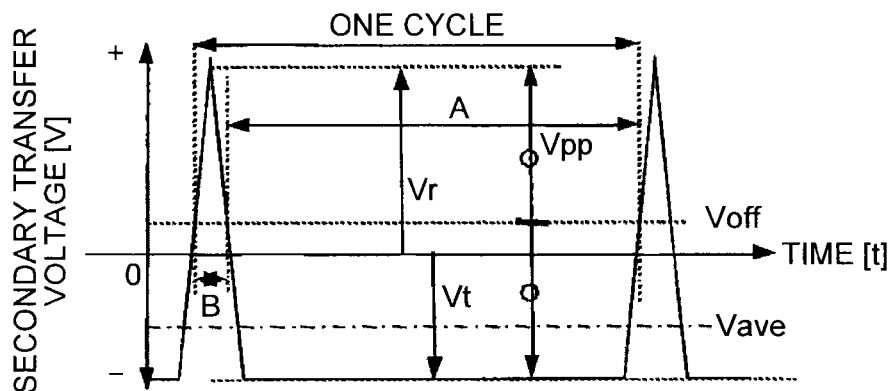 ONE CYCLE
+
A
Vpp
Vr
Voff
TIME [t]
0
B
Vt
Vave
−
SECONDARY TRANSFER
VOLTAGE [V]